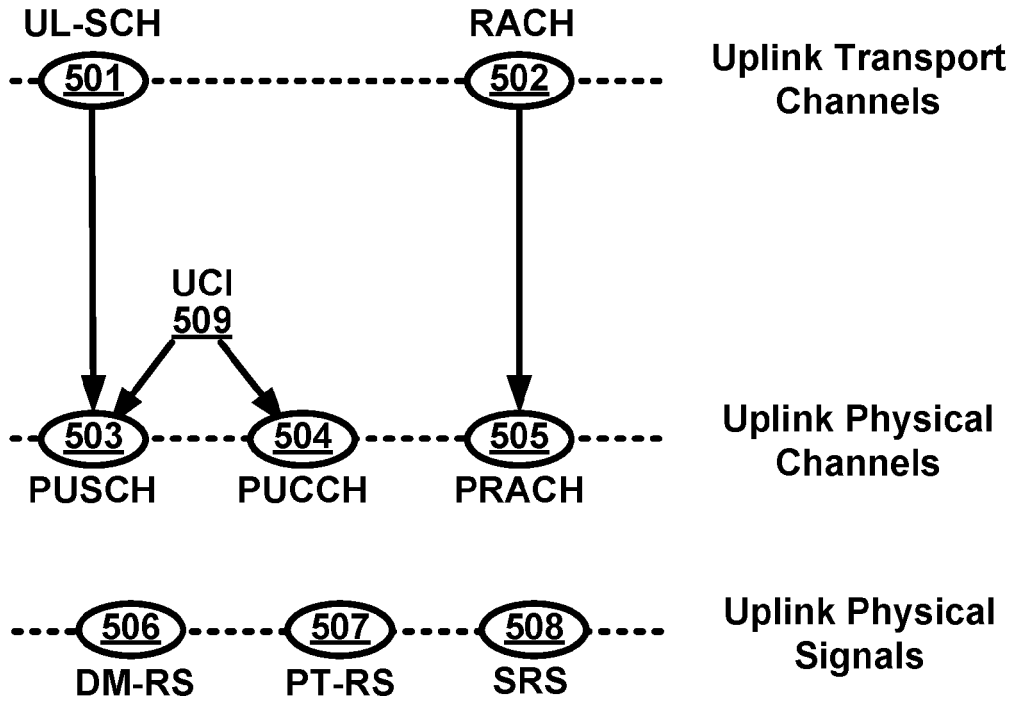 UL-SCH
RACH
501
502
Uplink Transport
Channels
UCI
509
503
504
505
Uplink Physical
Channels
PUSCH
PUCCH
PRACH
506
507
508
Uplink Physical
Signals
DM-RS
PT-RS
SRS